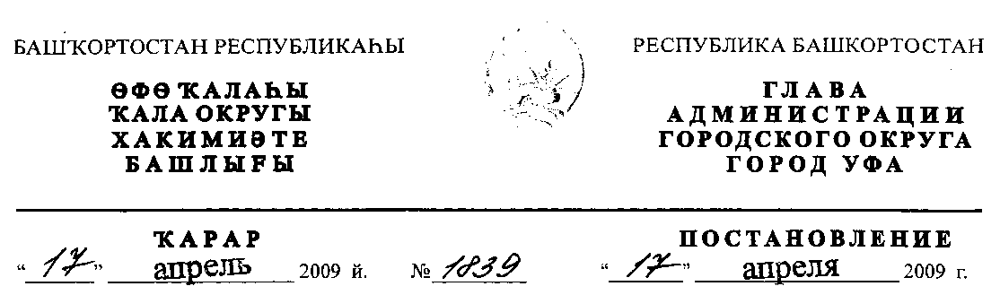 БАШҠОРТОСТАН РЕСПУБЛИКАҺЫ
ӨФӨ ҠАЛАҺЫ
ҠАЛА ОКРУГЫ
ХАКИМИӘТЕ
БАШЛЫҒЫ
РЕСПУБЛИКА БАШКОРТОСТАН
ГЛАВА
АДМИНИСТРАЦИИ
ГОРОДСКОГО ОКРУГА
ГОРОД УФА
ҠАРАР
ПОСТАНОВЛЕНИЕ
“17” апрель 2009 й. № 1839 “17” апреля 2009 г.